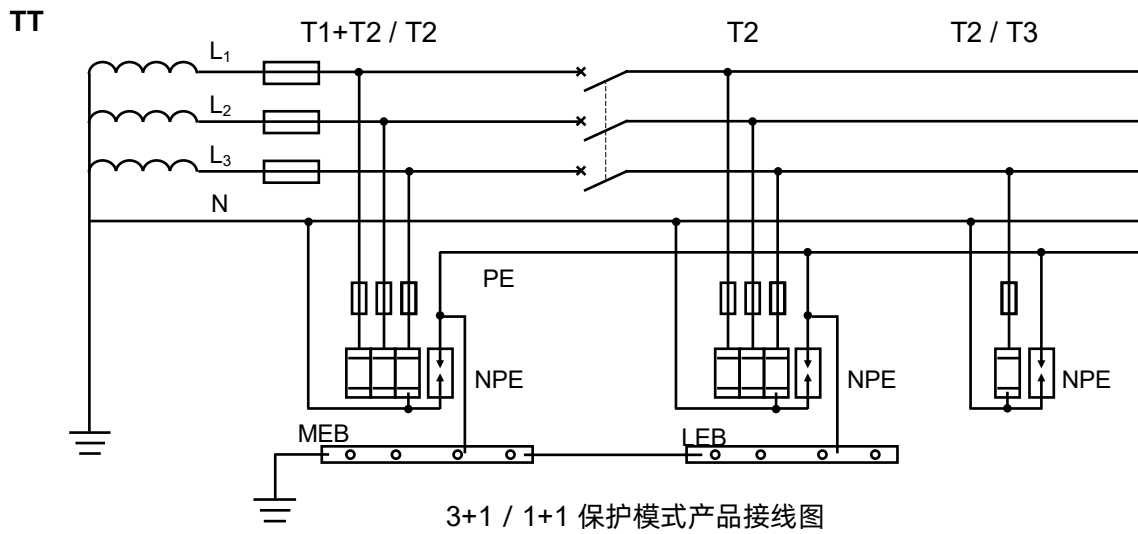 TT
T1+T2 / T2
T2
T2 / T3
L1
L2
L3
N
PE
NPE
NPE
NPE
MEB
LEB
3+1 / 1+1 保护模式产品接线图